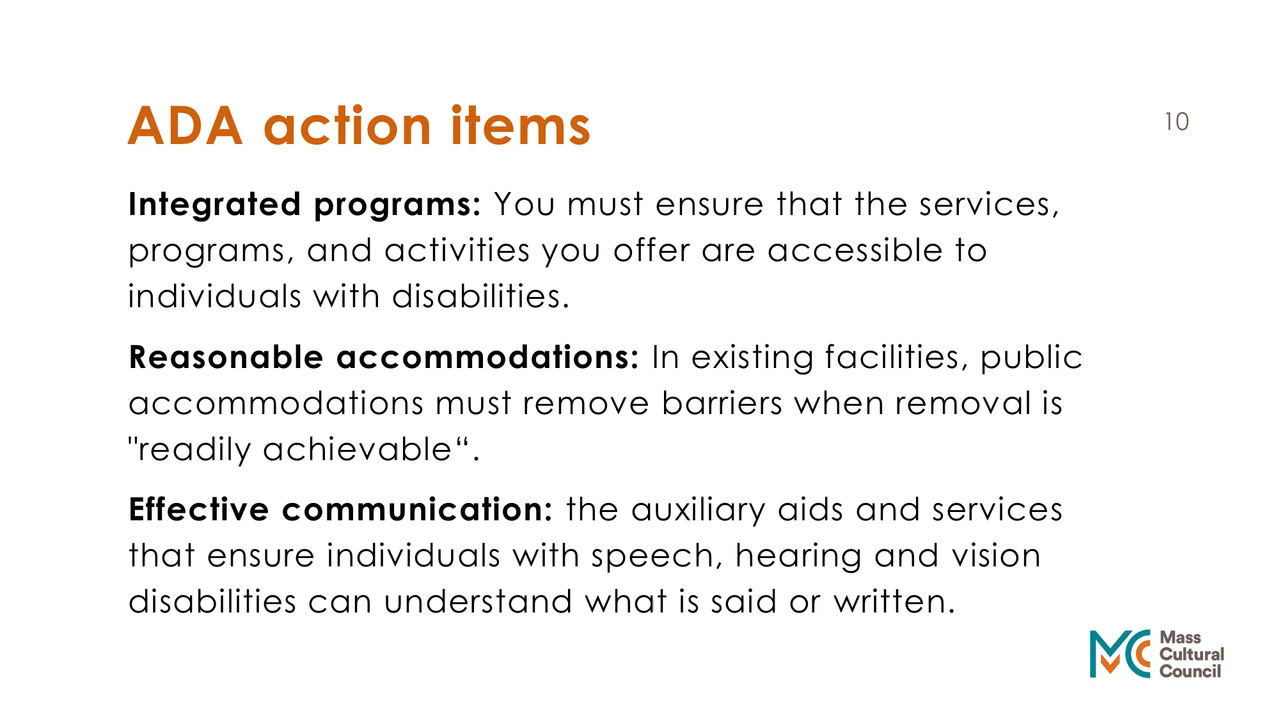 ADA action items
10
Integrated programs: You must ensure that the services,
programs, and activities you offer are accessible to
individuals with disabilities.
Reasonable accommodations: In existing facilities, public
accommodations must remove barriers when removal is
"readily achievable“.
Effective communication: the auxiliary aids and services
that ensure individuals with speech, hearing and vision
disabilities can understand what is said or written.
MCC
Mass
Cultural
Council